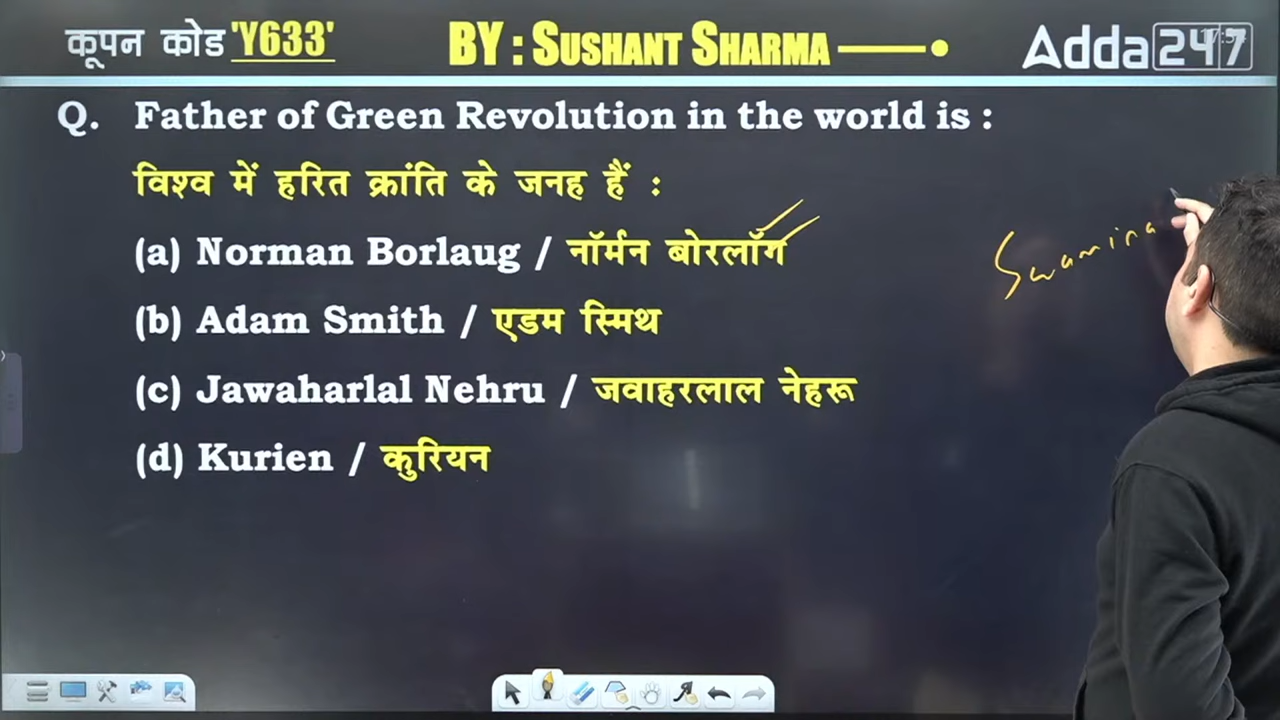 कूपन कोड 'Y633'
BY : SUSHANT SHARMA
Adda247
Q. Father of Green Revolution in the world is :
विश्व में हरित क्रांति के जनह हैं :
(a) Norman Borlaug / नॉर्मन बोरलॉग
Swamina
(b) Adam Smith / एडम स्मिथ
(c) Jawaharlal Nehru / जवाहरलाल नेहरू
(d) Kurien / कुरियन